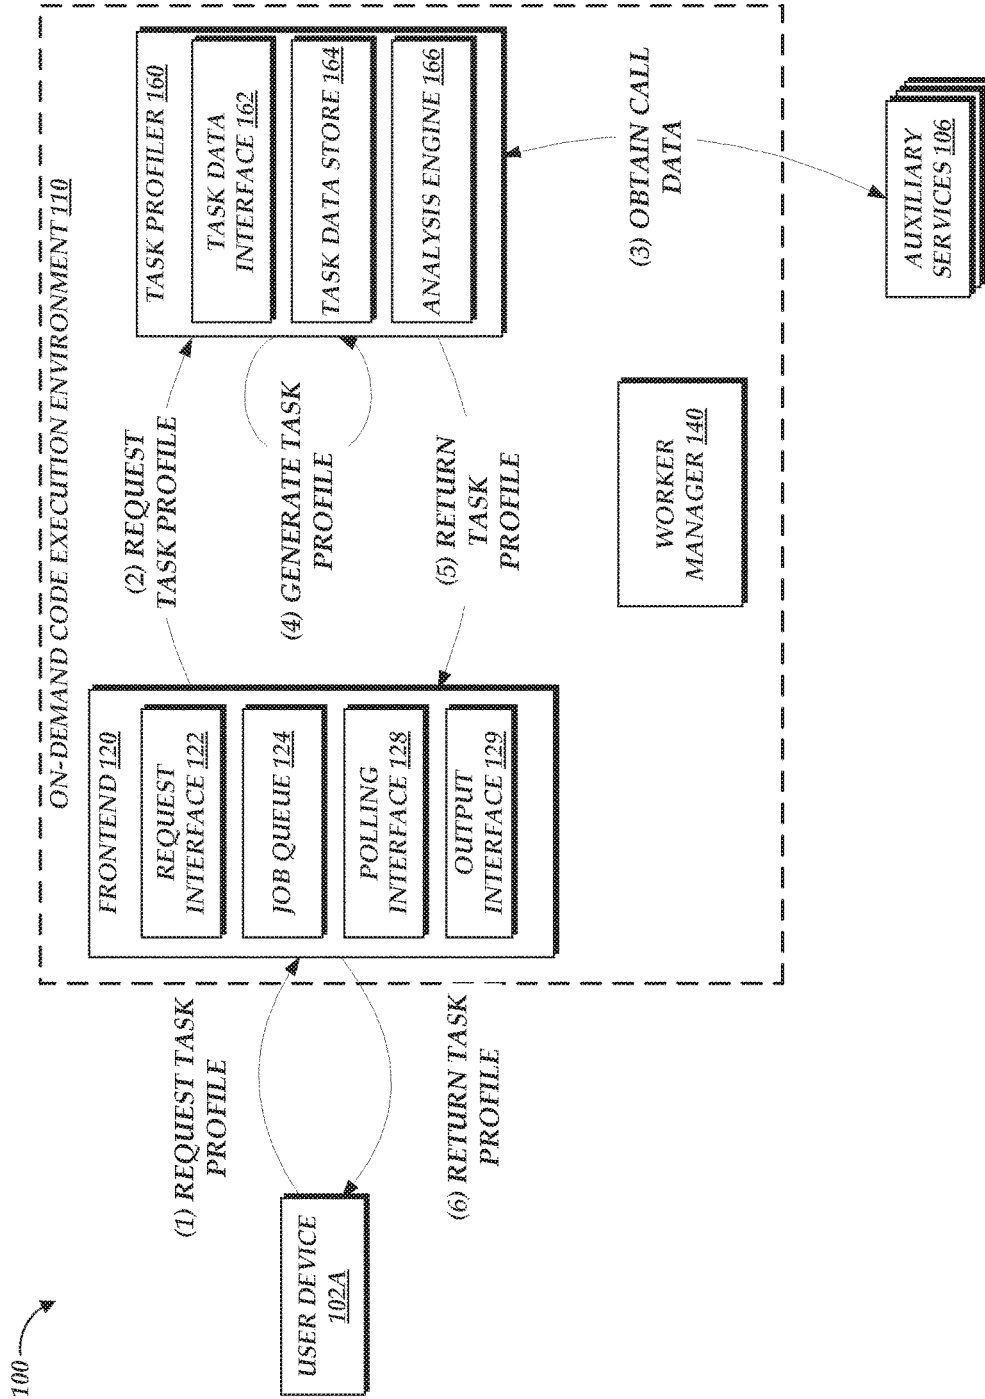 100
ON-DEMAND CODE EXECUTION ENVIRONMENT 110
USER DEVICE
102A
(1) REQUEST TASK
PROFILE
(6) RETURN TASK
PROFILE
FRONTEND 120
REQUEST
INTERFACE 122
JOB QUEUE 124
POLLING
INTERFACE 128
OUTPUT
INTERFACE 129
(2) REQUEST
TASK PROFILE
(4) GENERATE TASK
PROFILE
(5) RETURN
TASK
PROFILE
WORKER
MANAGER 140
TASK PROFILER 160
TASK DATA
INTERFACE 162
TASK DATA STORE 164
ANALYSIS ENGINE 166
(3) OBTAIN CALL
DATA
AUXILIARY
SERVICES 106